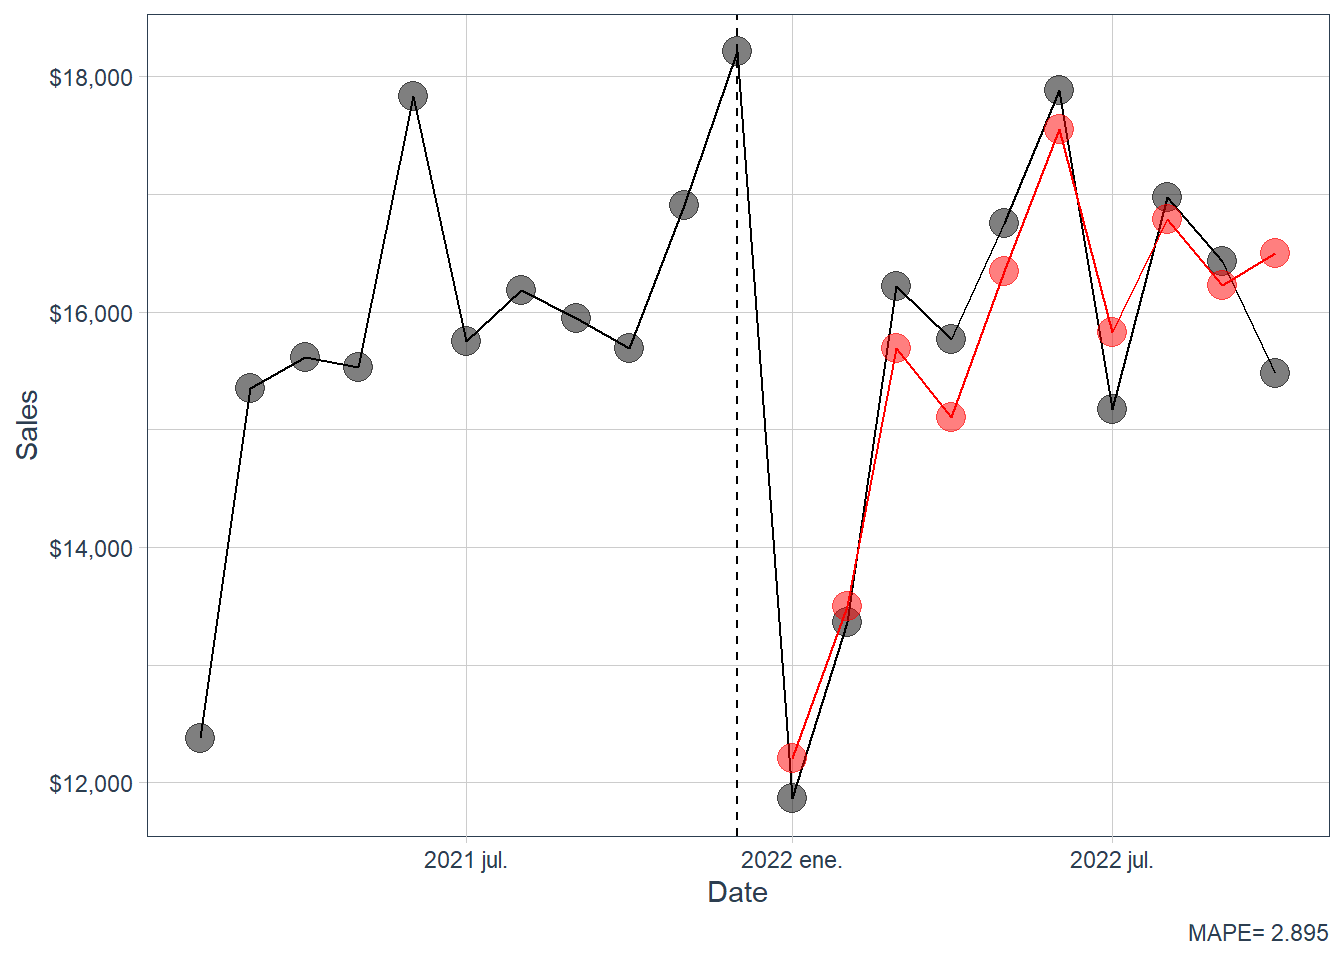 $18,000
$16,000
$14,000
$12,000
Sales
2021 jul.
2022 ene.
2022 jul.
Date
MAPE= 2.895